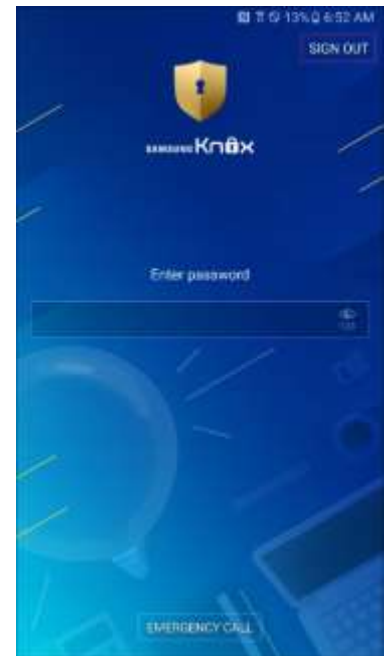 13% 6:52 AM
SIGN OUT
SAMSUNG Knox
Enter password
EMERGENCY CALL